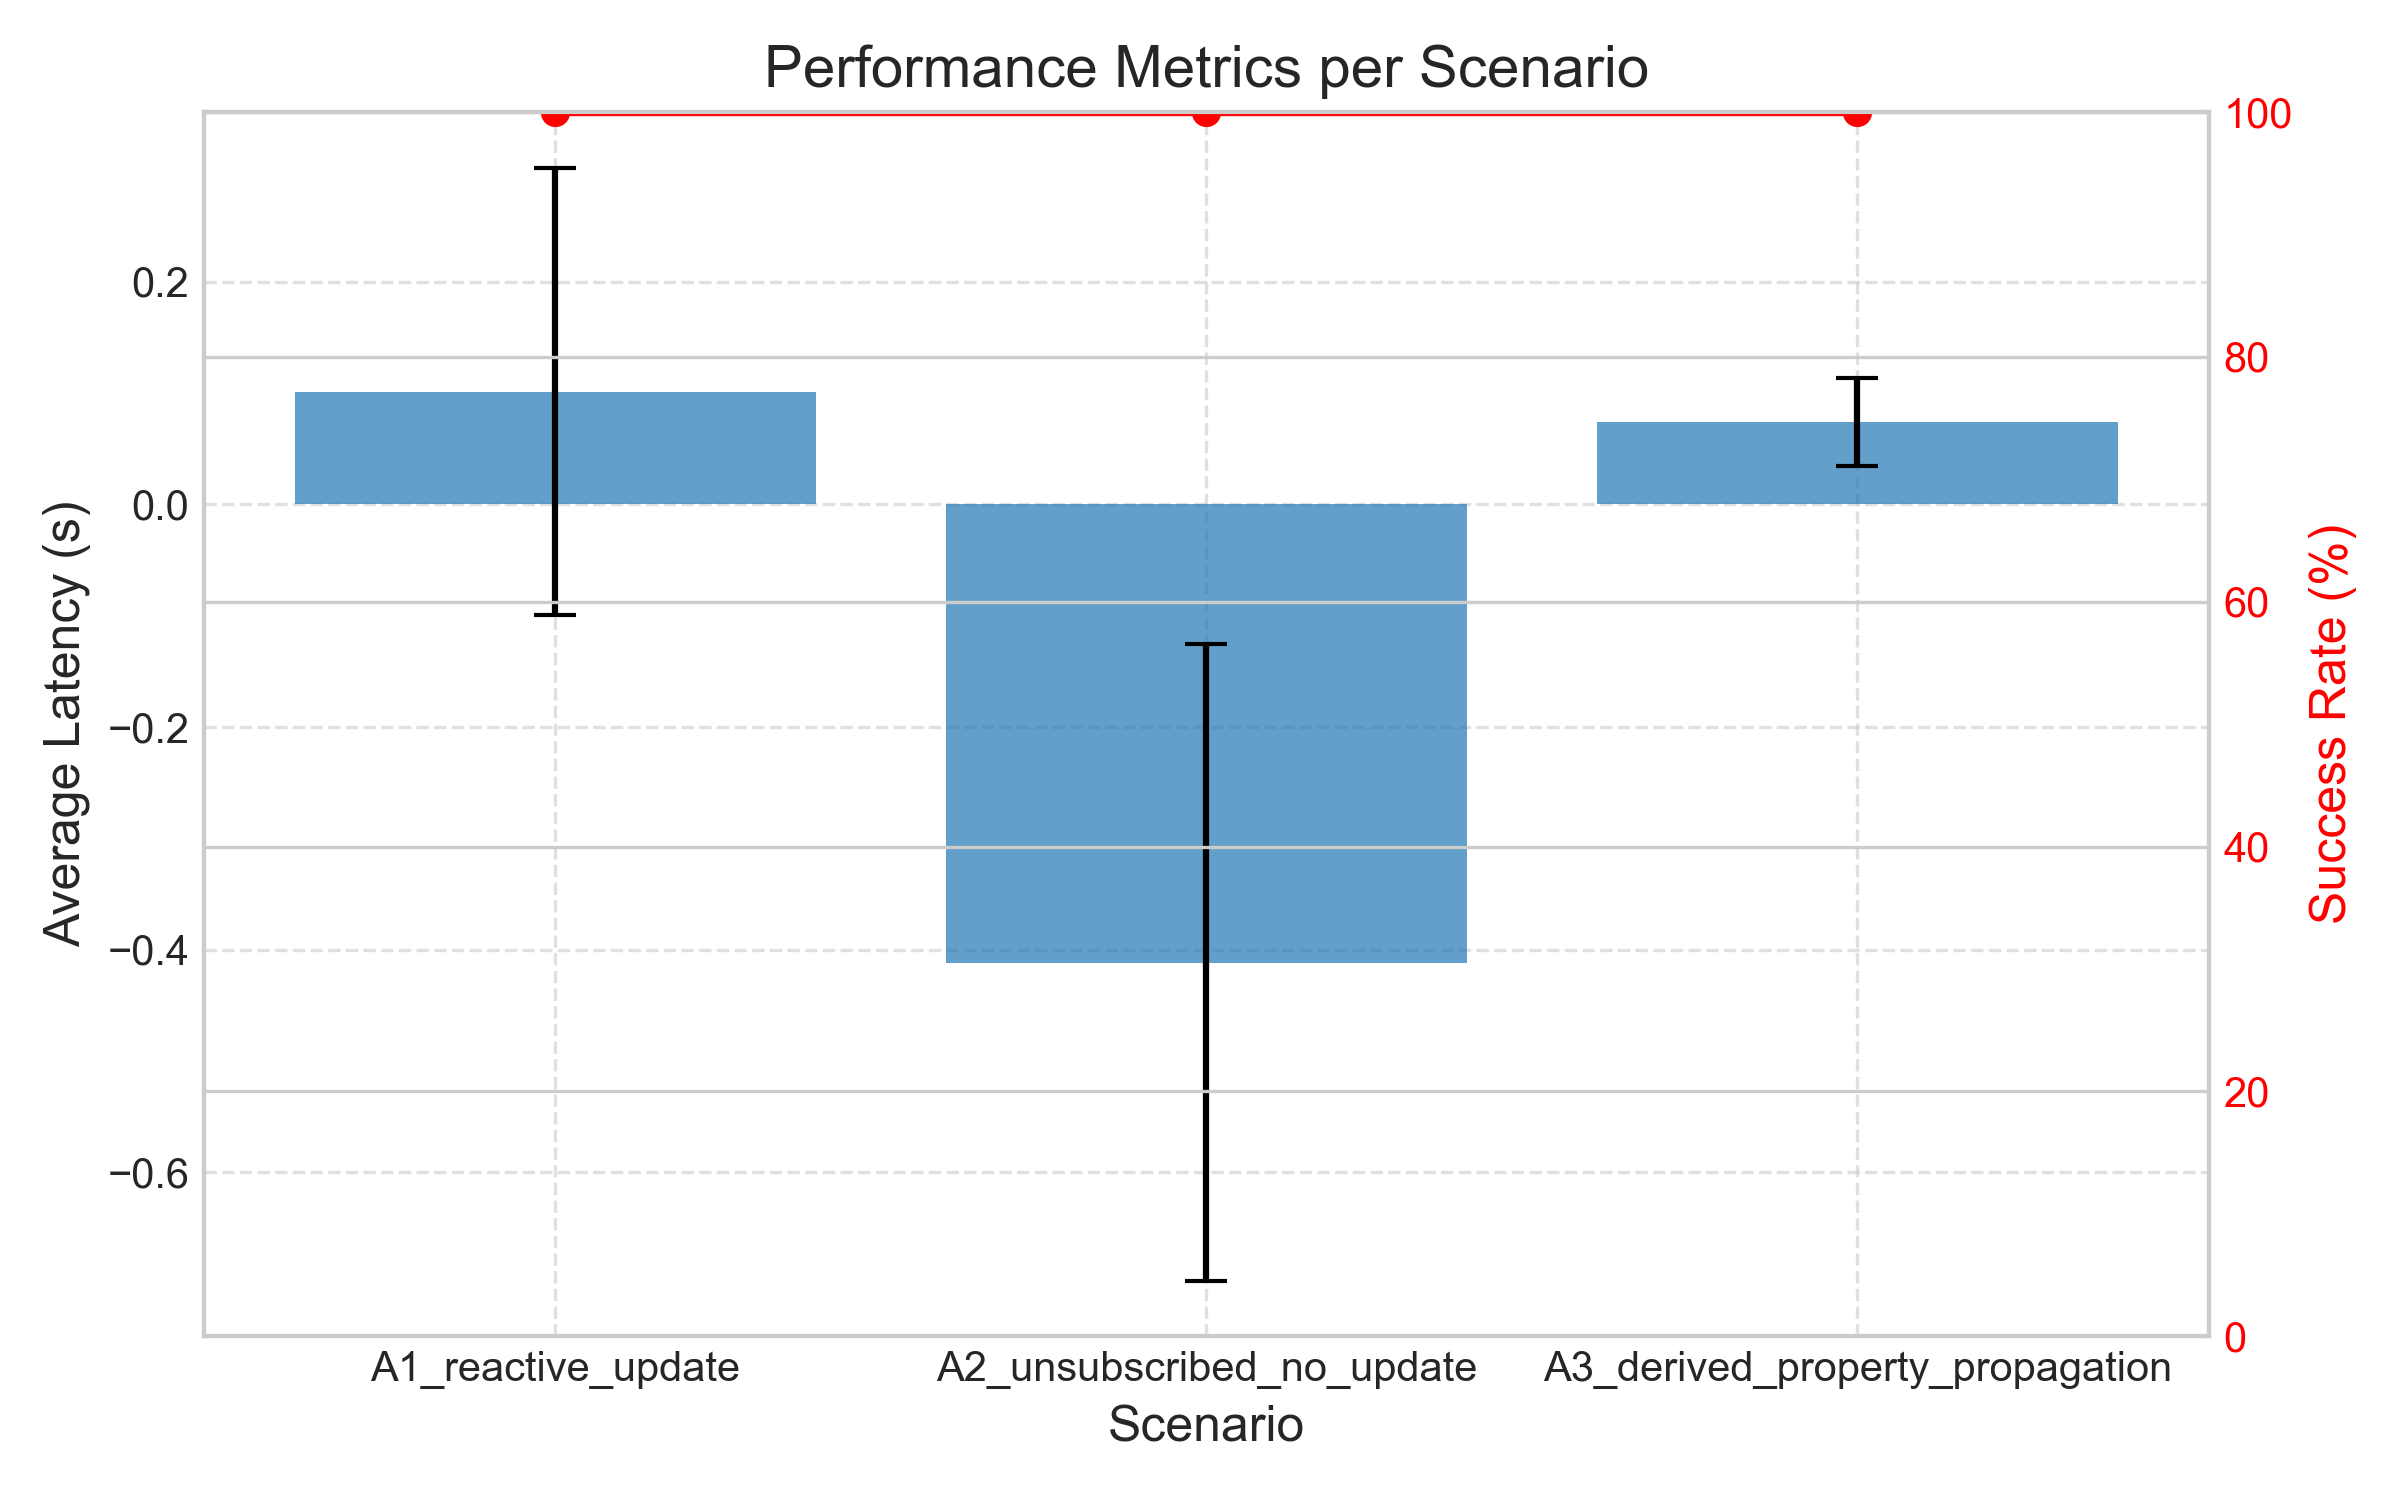 Performance Metrics per Scenario
Average Latency (s)
0.2
0.0
−0.2
−0.4
−0.6
100
80
60
40
20
0
Success Rate (%)
A1_reactive_update
A2_unsubscribed_no_update
A3_derived_property_propagation
Scenario